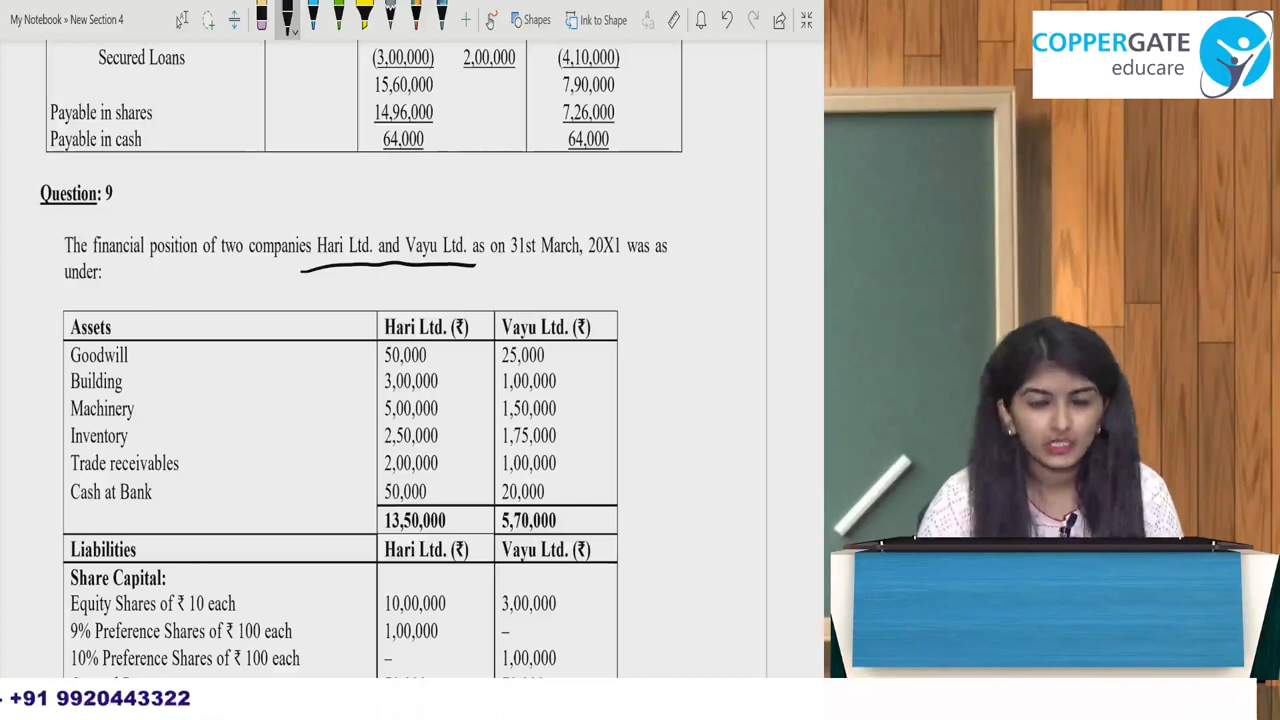 My Notebook » New Section 4
Shapes
Ink to Shape
COPPERGATE
educare
Secured Loans (3,00,000) 2,00,000 (4,10,000)
15,60,000 7,90,000
Payable in shares 14,96,000 7,26,000
Payable in cash 64,000 64,000
Question: 9
The financial position of two companies Hari Ltd. and Vayu Ltd. as on 31st March, 20X1 was as
under:
Assets Hari Ltd. (₹) Vayu Ltd. (₹)
Goodwill 50,000 25,000
Building 3,00,000 1,00,000
Machinery 5,00,000 1,50,000
Inventory 2,50,000 1,75,000
Trade receivables 2,00,000 1,00,000
Cash at Bank 50,000 20,000
13,50,000 5,70,000
Liabilities Hari Ltd. (₹) Vayu Ltd. (₹)
Share Capital:
Equity Shares of ₹ 10 each 10,00,000 3,00,000
9% Preference Shares of ₹ 100 each 1,00,000 –
10% Preference Shares of ₹ 100 each – 1,00,000
- +91 9920443322